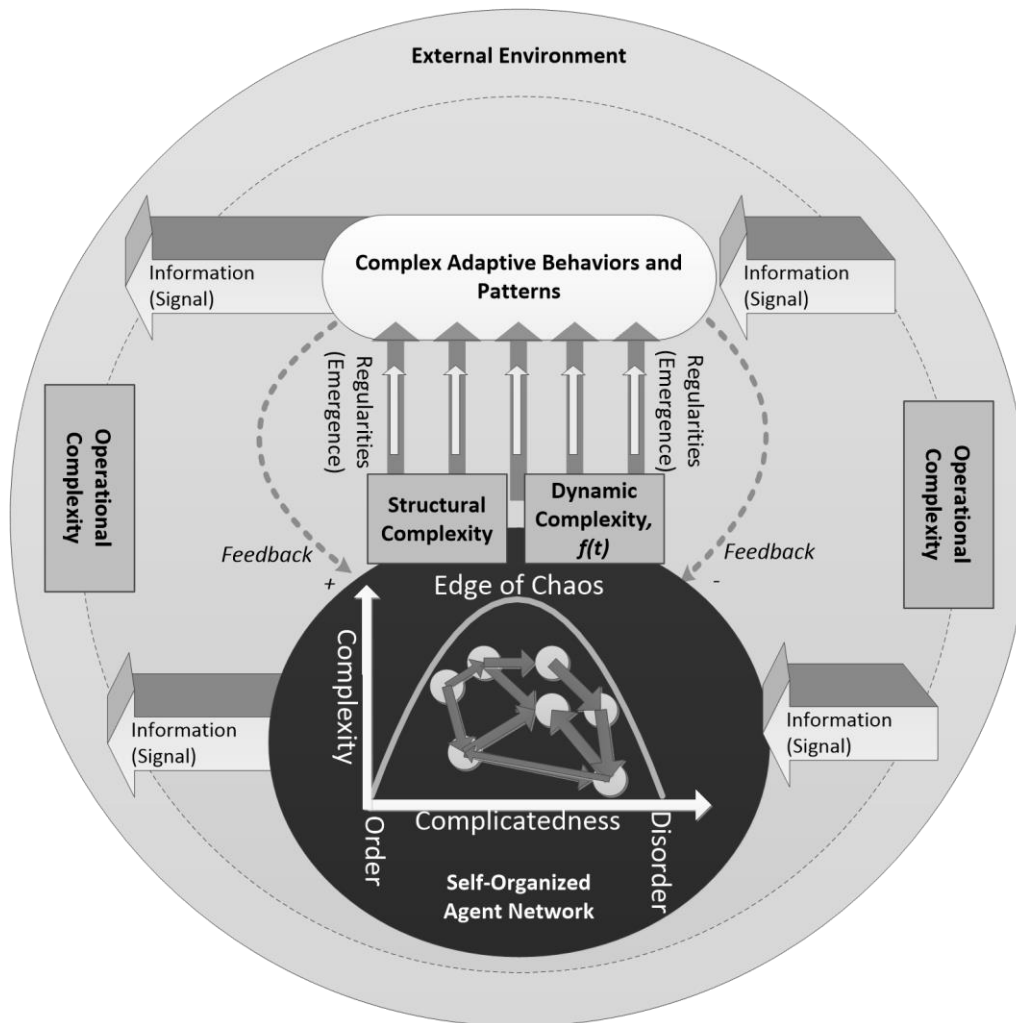 External Environment
Information
(Signal)
Complex Adaptive Behaviors and
Patterns
Information
(Signal)
Regularities
(Emergence)
Regularities
(Emergence)
Operational
Complexity
Operational
Complexity
Structural
Complexity
Dynamic
Complexity,
f(t)
Feedback
+
Feedback
-
Edge of Chaos
Complexity
Information
(Signal)
Information
(Signal)
Complicatedness
Order
Disorder
Self-Organized
Agent Network